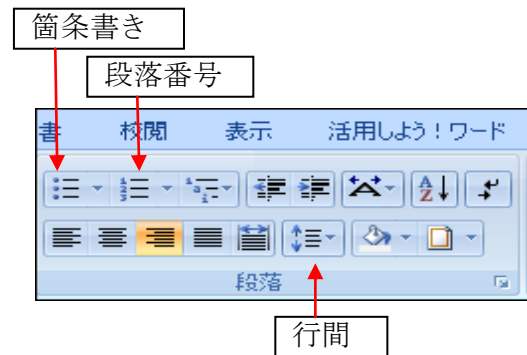 箇条書き
段落番号
書 校閲 表示 活用しよう！ワード
段落
行間